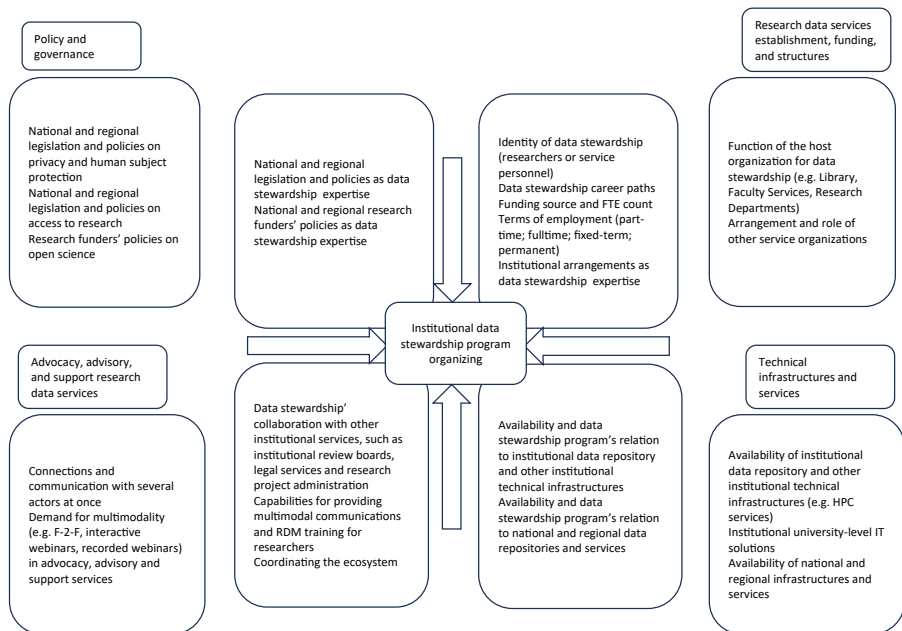 Policy and
governance
National and regional
legislation and policies on
privacy and human subject
protection
National and regional
legislation and policies on
access to research
Research funders' policies on
open science
National and regional
legislation and policies as data
stewardship expertise
National and regional research
funders' policies as data
stewardship expertise
Identity of data stewardship
(researchers or service
personnel)
Data stewardship career paths
Funding source and FTE count
Terms of employment (part-
time; fulltime; fixed-term;
permanent)
Institutional arrangements as
data stewardship expertise
Research data services
establishment, funding,
and structures
Function of the host
organization for data
stewardship (e.g. Library,
Faculty Services, Research
Departments)
Arrangement and role of
other service organizations
Institutional data
stewardship program
organizing
Advocacy, advisory,
and support research
data services
Connections and
communication with several
actors at once
Demand for multimodality
(e.g. F-2-F, interactive
webinars, recorded webinars)
in advocacy, advisory and
support services
Data stewardship'
collaboration with other
institutional services, such as
institutional review boards,
legal services and research
project administration
Capabilities for providing
multimodal communications
and RDM training for
researchers
Coordinating the ecosystem
Availability and data
stewardship program's relation
to institutional data repository
and other institutional
technical infrastructures
Availability and data
stewardship program's relation
to national and regional data
repositories and services
Technical
infrastructures and
services
Availability of institutional
data repository and other
institutional technical
infrastructures (e.g. HPC
services)
Institutional university-level IT
solutions
Availability of national and
regional infrastructures and
services